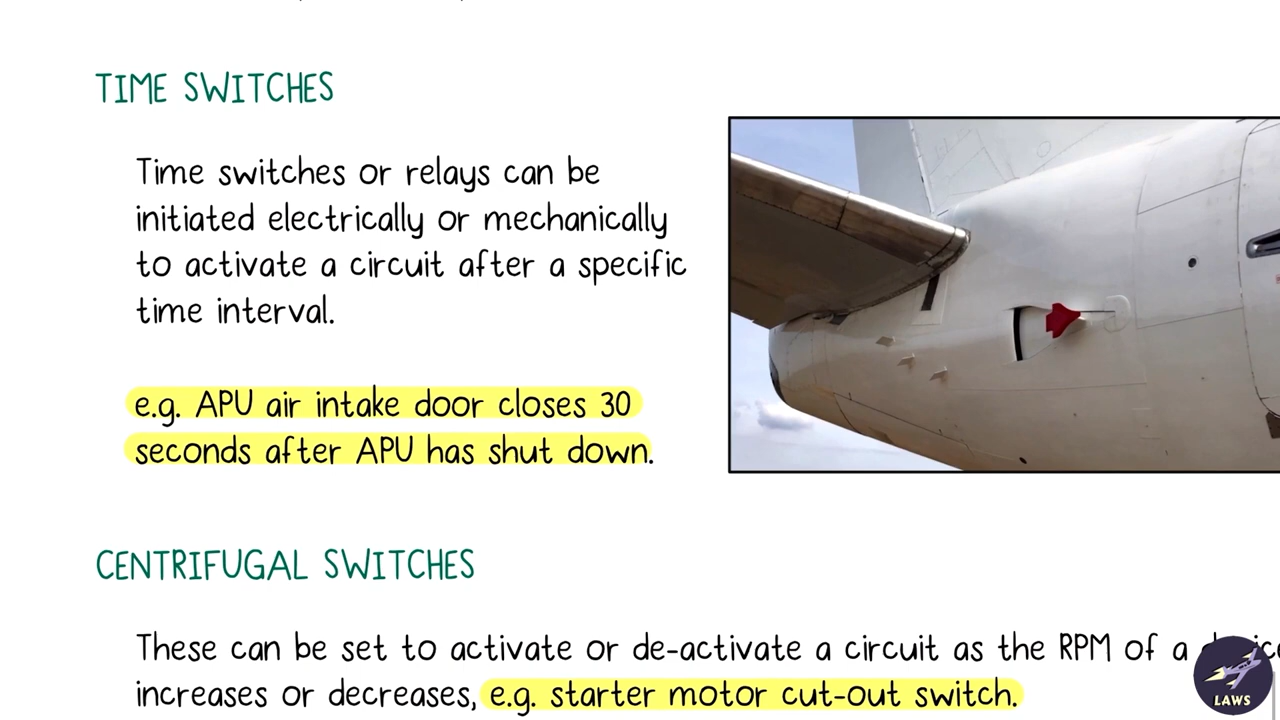 TIME SWITCHES
Time switches or relays can be
initiated electrically or mechanically
to activate a circuit after a specific
time interval.
e.g. APU air intake door closes 30
seconds after APU has shut down.
CENTRIFUGAL SWITCHES
These can be set to activate or de-activate a circuit as the RPM of a
increases or decreases, e.g. starter motor cut-out switch.
LAWS